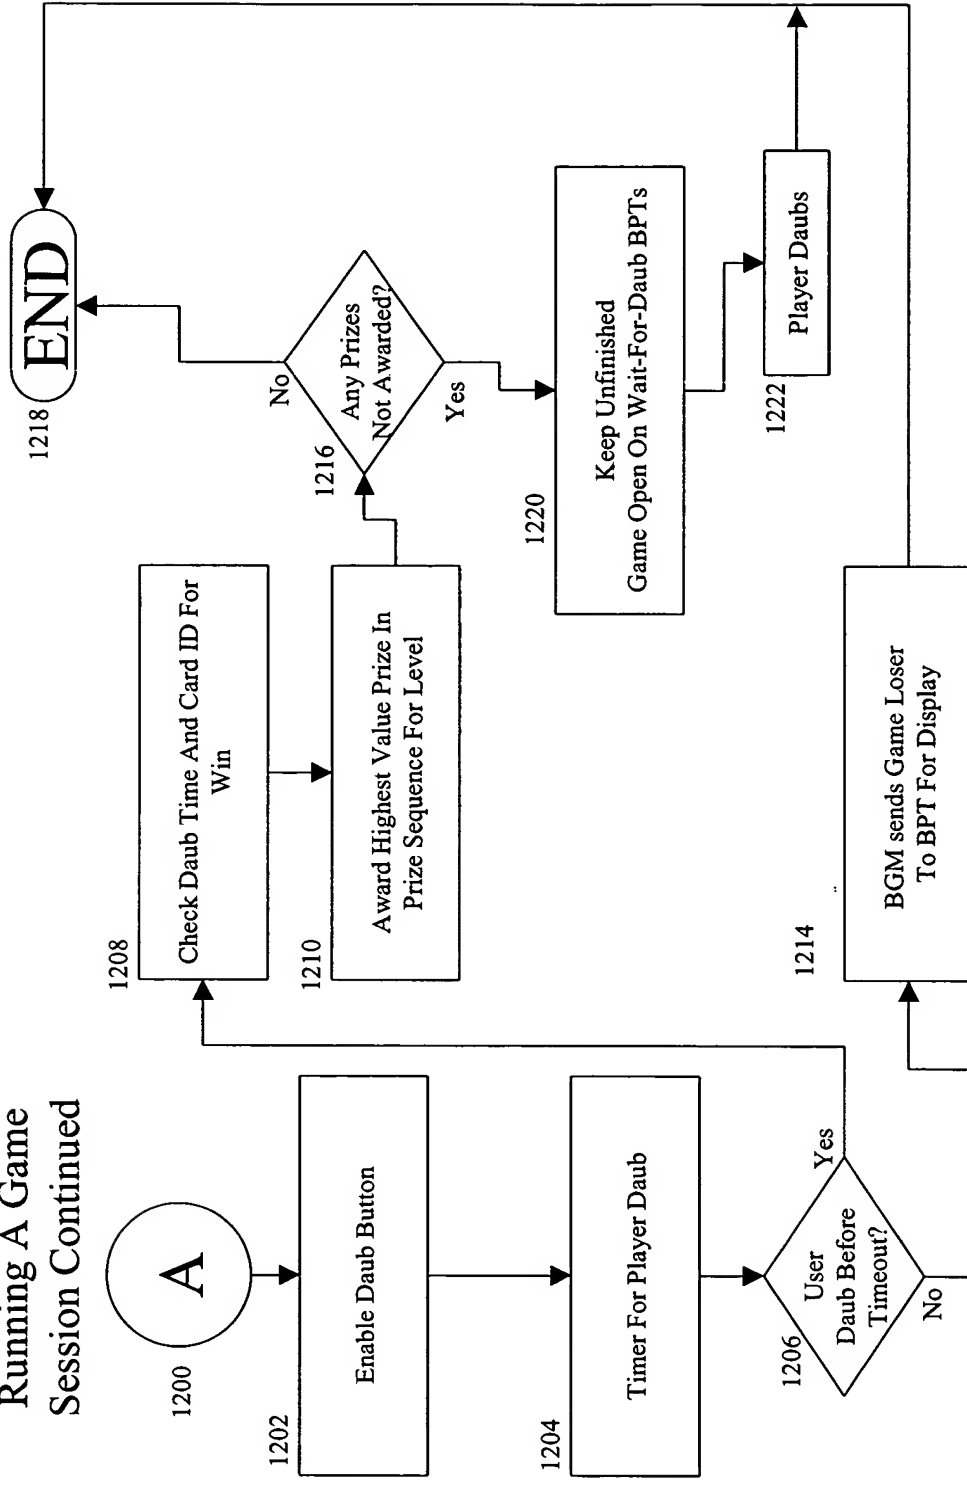 Running A Game
Session Continued
1200
A
1202
Enable Daub Button
1204
Timer For Player Daub
1206
User
Daub Before
Timeout?
Yes
No
1208
Check Daub Time And Card ID For
Win
1210
Award Highest Value Prize In
Prize Sequence For Level
1214
BGM sends Game Loser
To BPT For Display
1216
Any Prizes
Not Awarded?
No
Yes
1218
END
1220
Keep Unfinished
Game Open On Wait-For-Daub BPTs
1222
Player Daubs